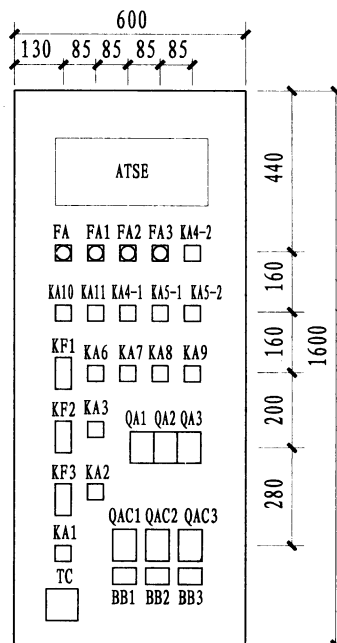 600
130 85 85 85 85
ATSE
440
FA FA1 FA2 FA3 KA4-2
160
KA10 KA11 KA4-1 KA5-1 KA5-2
160
1600
KF1 KA6 KA7 KA8 KA9
200
KF2 KA3 QA1 QA2 QA3
280
KF3 KA2
QAC1 QAC2 QAC3
KA1
TC BB1 BB2 BB3